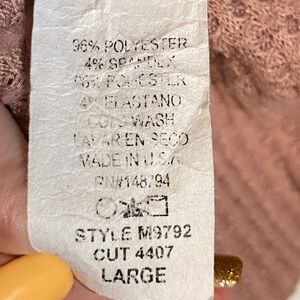 96% POLYESTER
4% SPANDEX
96% POLIESTER
4% ELASTANO
COLD WASH
LAVAR EN SECO
MADE IN U.S.A
RN#148794
STYLE M9792
CUT 4407
LARGE